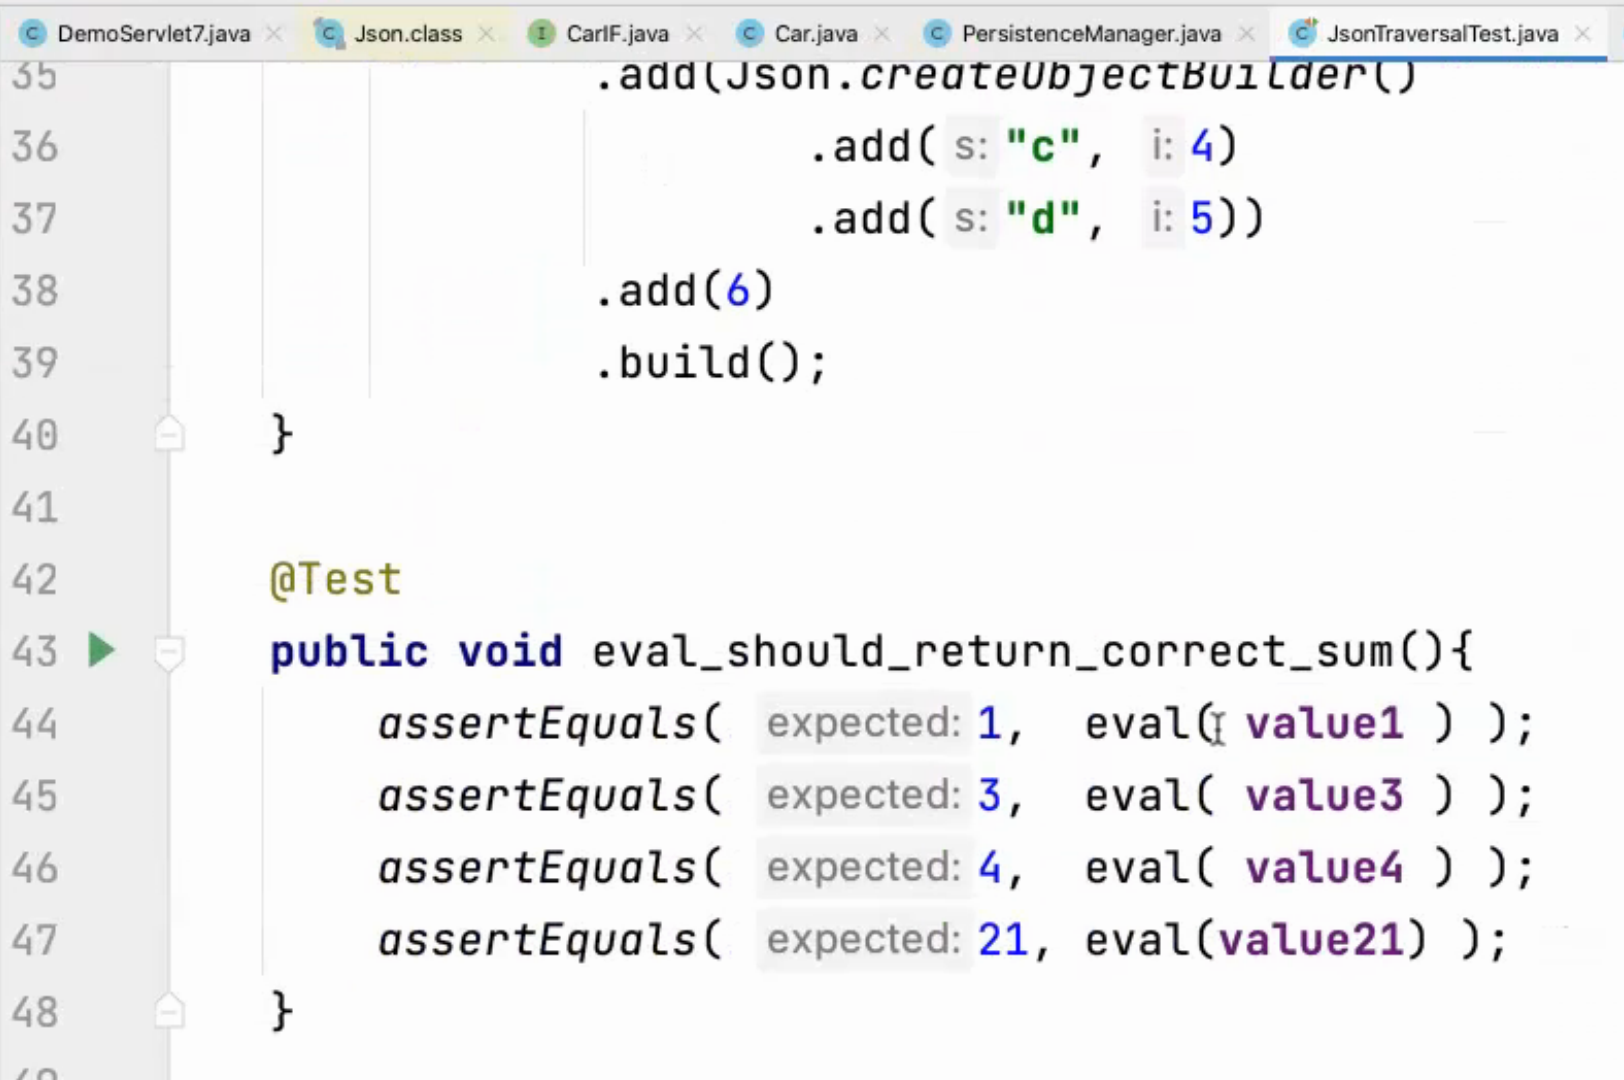 DemoServlet7.java Json.class CarIF.java Car.java PersistenceManager.java JsonTraversalTest.java
35 .add(Json.createObjectBuilder()
36 .add( s: "c", i: 4)
37 .add( s: "d", i: 5))
38 .add(6)
39 .build();
40 }
41
42 @Test
43 public void eval_should_return_correct_sum(){
44 assertEquals( expected: 1, eval( value1 ) );
45 assertEquals( expected: 3, eval( value3 ) );
46 assertEquals( expected: 4, eval( value4 ) );
47 assertEquals( expected: 21, eval(value21) );
48 }